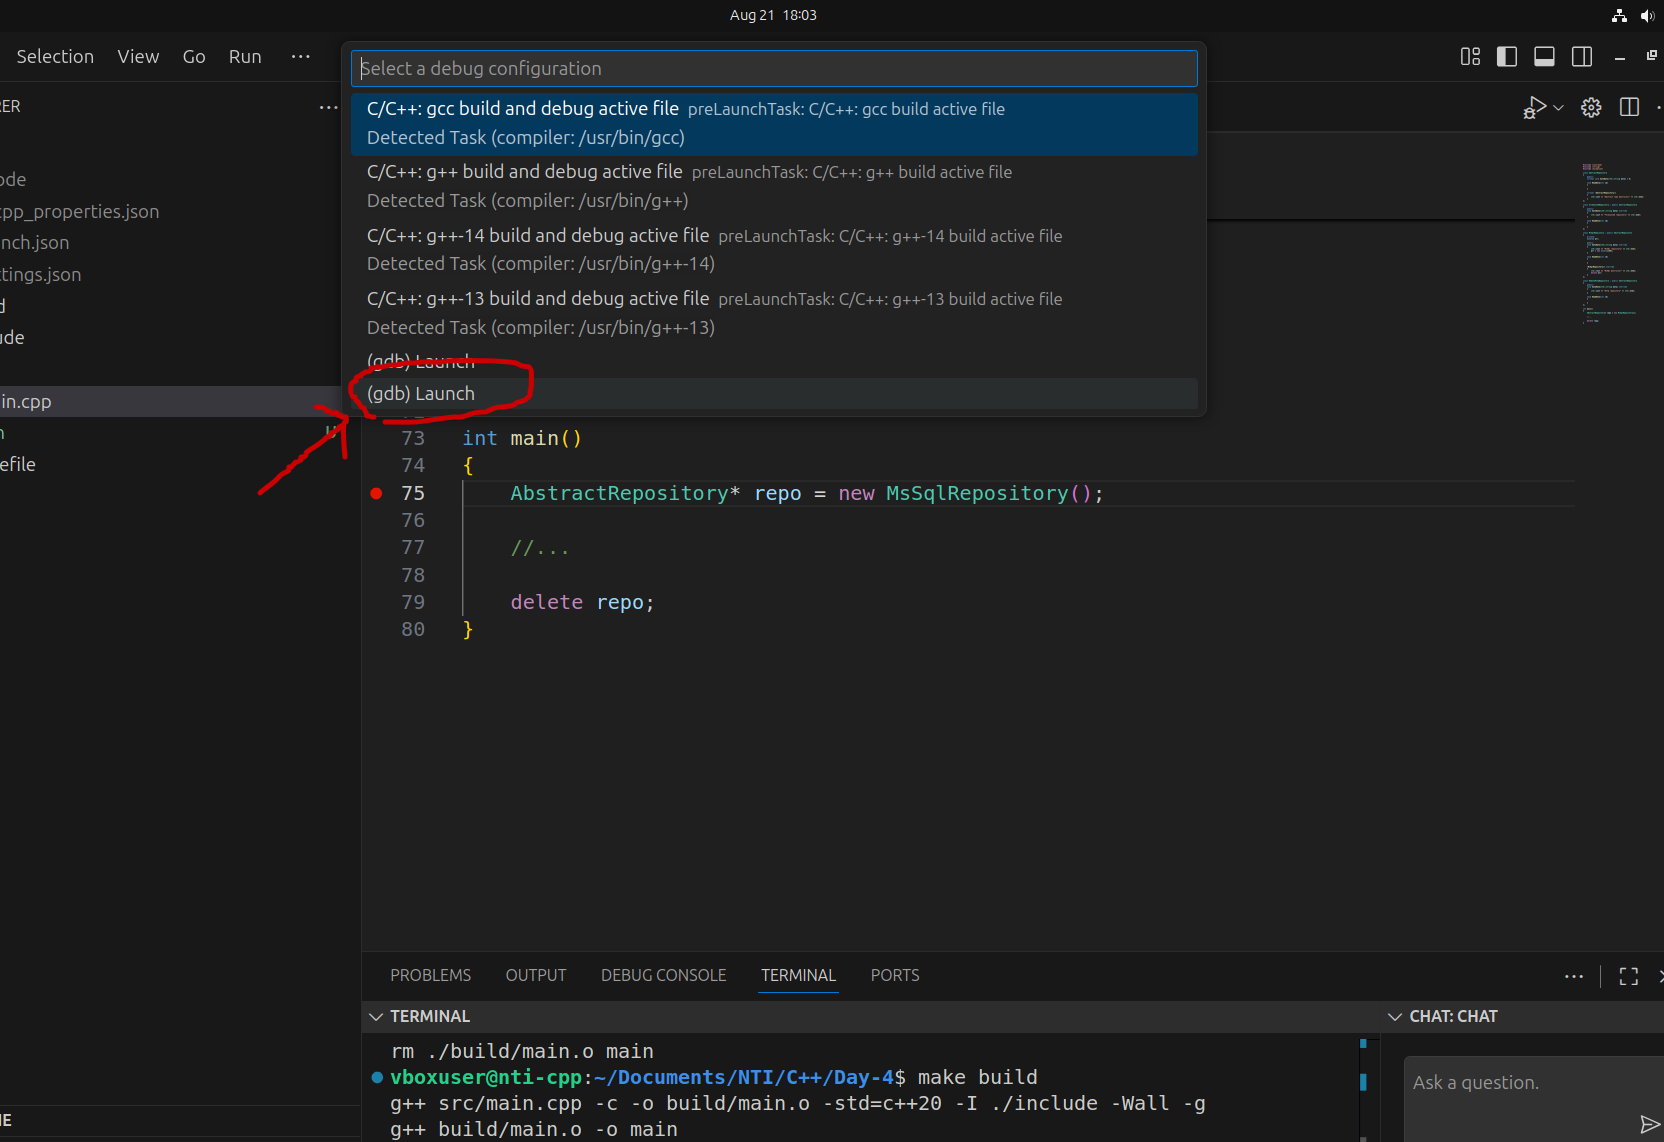 Aug 21 18:03
Selection View Go Run ···
Select a debug configuration
C/C++: gcc build and debug active file preLaunchTask: C/C++: gcc build active file
Detected Task (compiler: /usr/bin/gcc)
C/C++: g++ build and debug active file preLaunchTask: C/C++: g++ build active file
Detected Task (compiler: /usr/bin/g++)
C/C++: g++-14 build and debug active file preLaunchTask: C/C++: g++-14 build active file
Detected Task (compiler: /usr/bin/g++-14)
C/C++: g++-13 build and debug active file preLaunchTask: C/C++: g++-13 build active file
Detected Task (compiler: /usr/bin/g++-13)
(gdb) Launch
(gdb) Launch
RER ···
ode
cpp_properties.json
nch.json
ttings.json
d
ude
in.cpp
n U
efile
73 int main()
74 {
75 AbstractRepository* repo = new MsSqlRepository();
76
77 //...
78
79 delete repo;
80 }
PROBLEMS OUTPUT DEBUG CONSOLE TERMINAL PORTS ···
TERMINAL
rm ./build/main.o main
vboxuser@nti-cpp:~/Documents/NTI/C++/Day-4$ make build
g++ src/main.cpp -c -o build/main.o -std=c++20 -I ./include -Wall -g
g++ build/main.o -o main
CHAT: CHAT
Ask a question.
NE